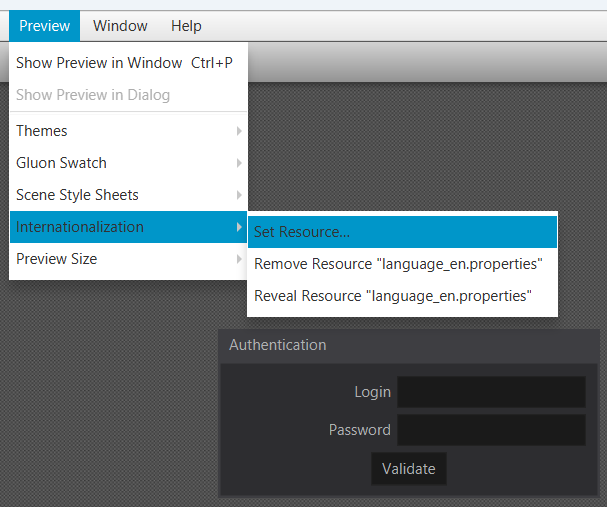 Preview Window Help
Show Preview in Window Ctrl+P
Show Preview in Dialog
Themes
Gluon Swatch
Scene Style Sheets
Internationalization
Preview Size
Set Resource...
Remove Resource "language_en.properties"
Reveal Resource "language_en.properties"
Authentication
Login
Password
Validate